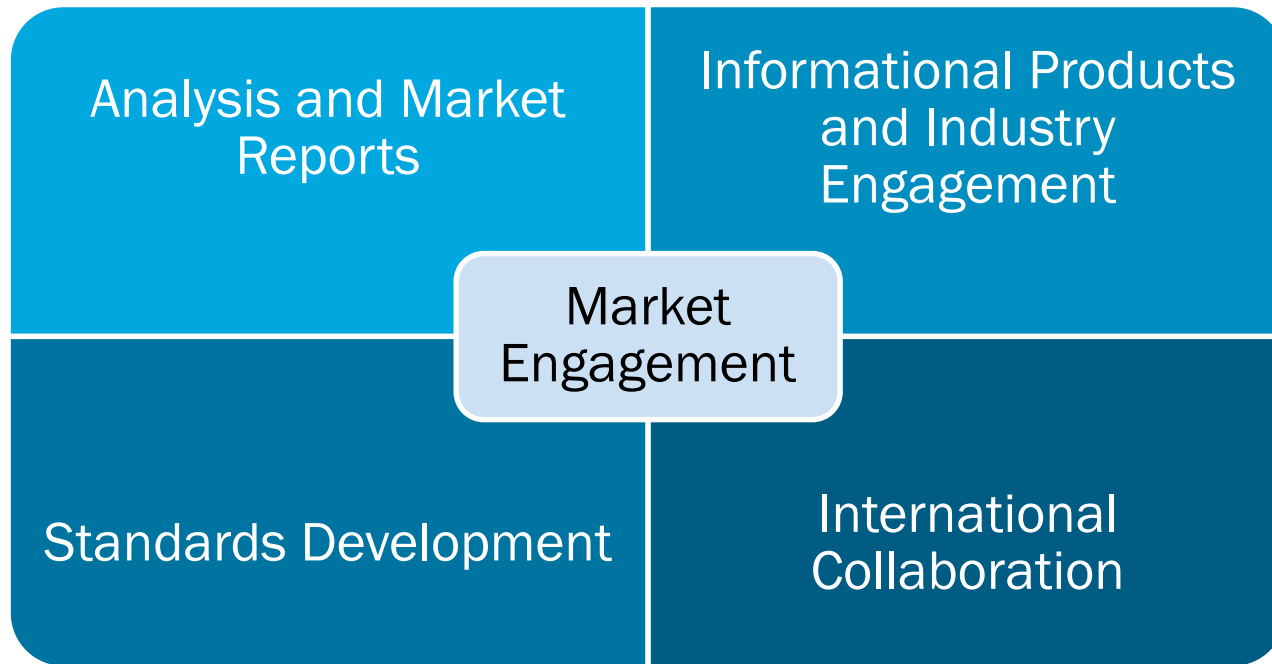 Analysis and Market
Reports
Informational Products
and Industry
Engagement
Market
Engagement
Standards Development
International
Collaboration